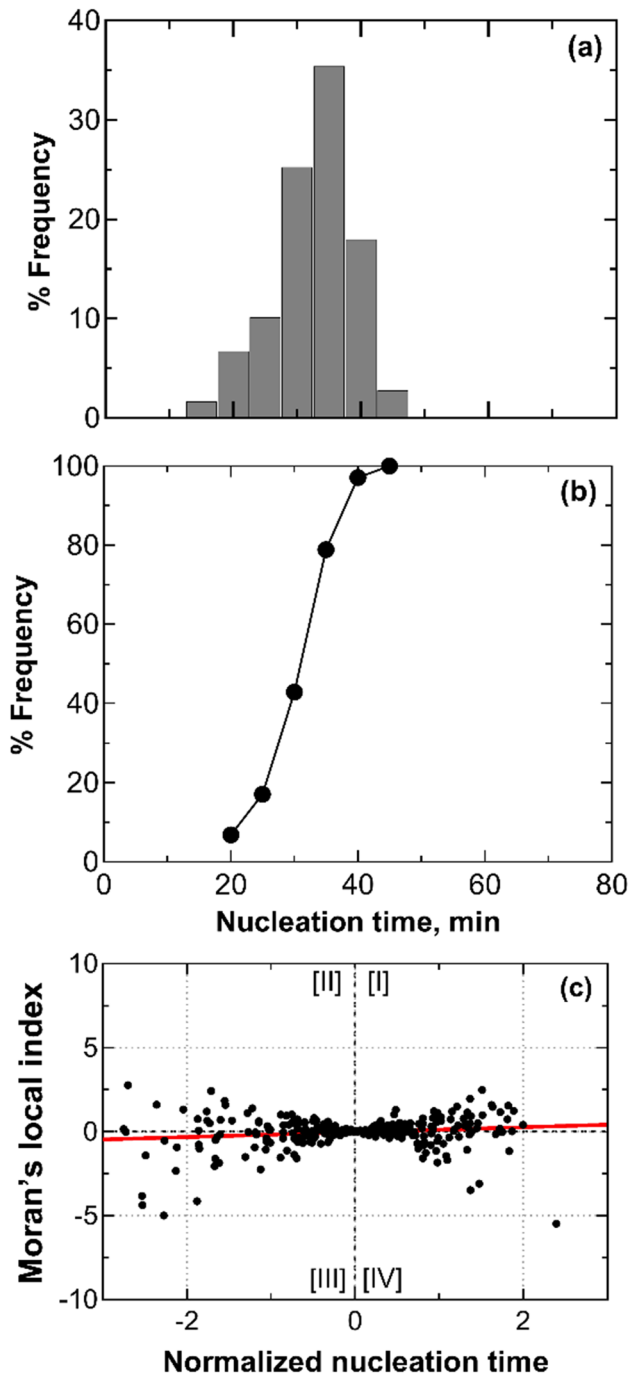 40
(a)
30
% Frequency
20
10
0
100
(b)
80
60
% Frequency
40
20
0
0 20 40 60 80
Nucleation time, min
10
[II] [I] (c)
5
Moran's local index
0
-5
[III] [IV]
-10
-2 0 2
Normalized nucleation time